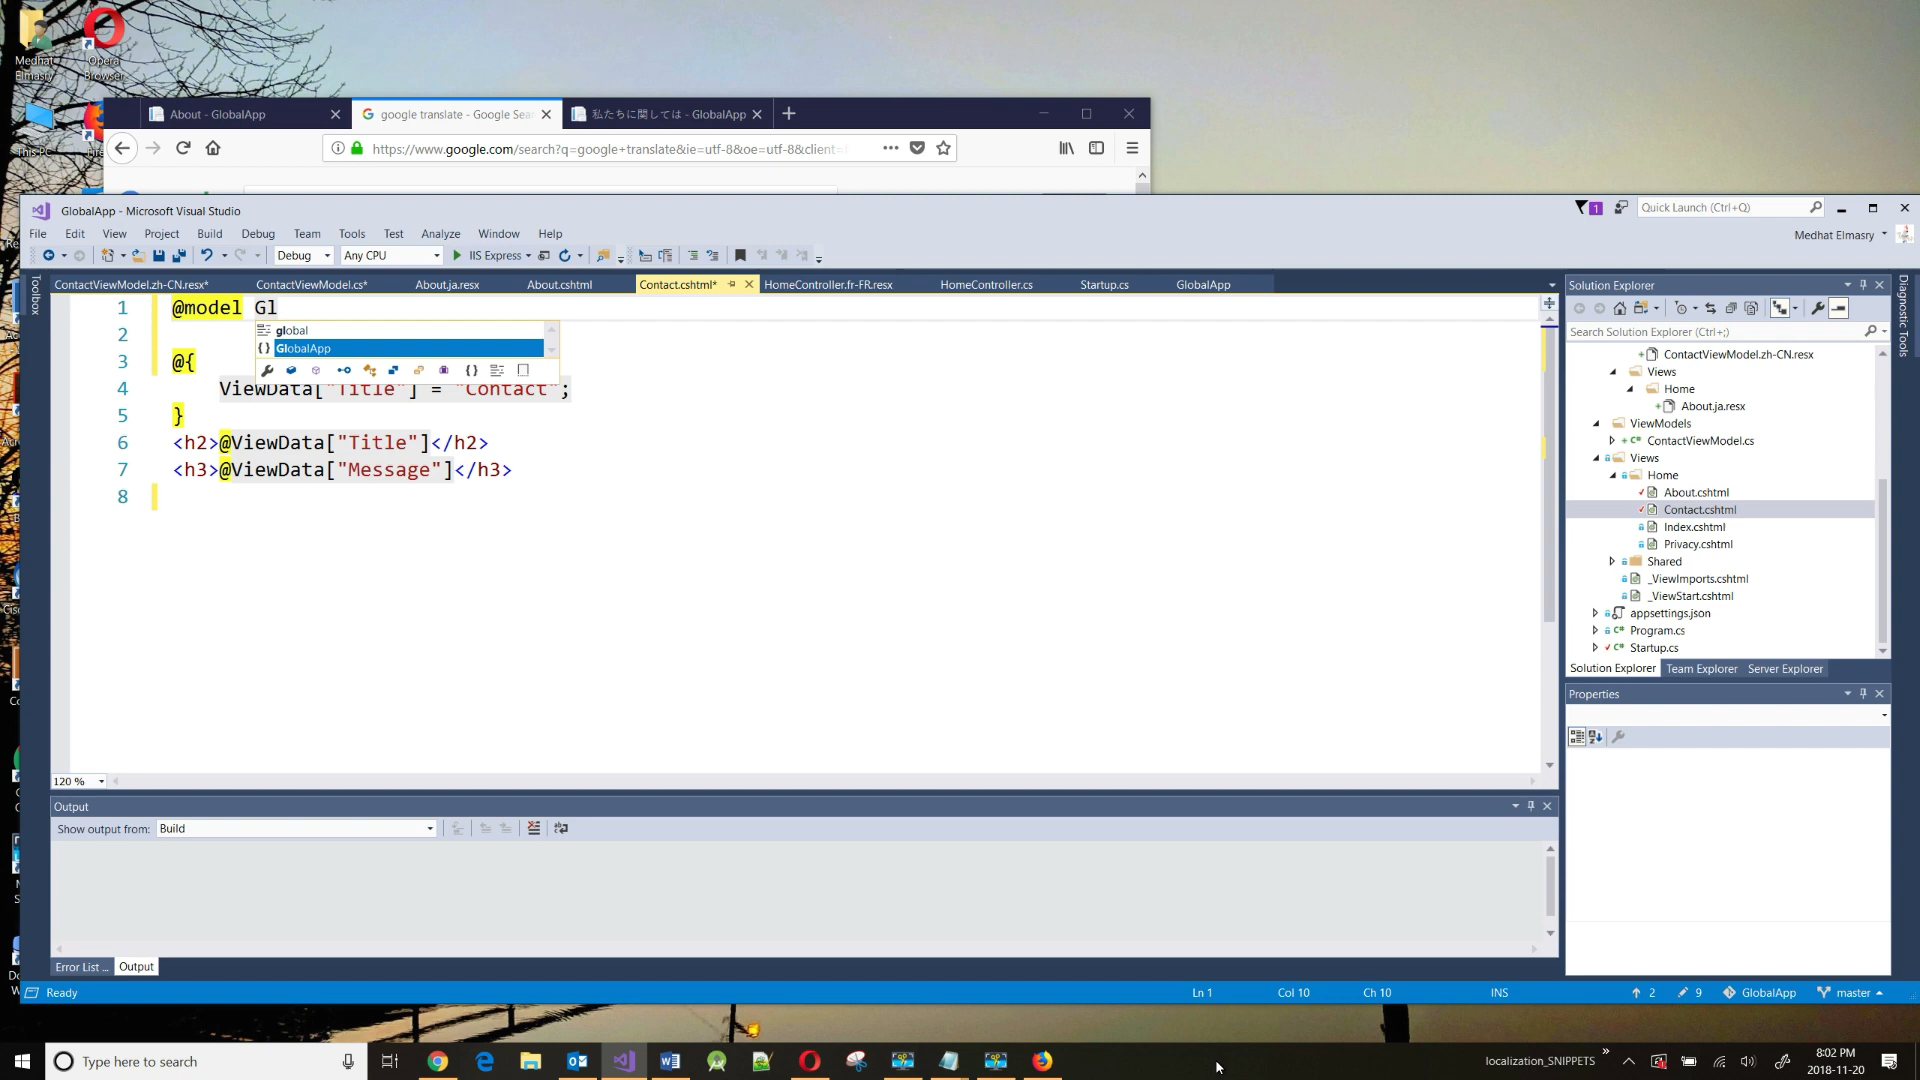 Medhat
Elmasry
Opera
Browser
This PC
About - GlobalApp
google translate - Google Sea
私たちに関しては - GlobalApp
https://www.google.com/search?q=google+translate&ie=utf-8&oe=utf-8&client=
GlobalApp - Microsoft Visual Studio
1
Quick Launch (Ctrl+Q)
File Edit View Project Build Debug Team Tools Test Analyze Window Help
Medhat Elmasry
Debug Any CPU IIS Express
Toolbox
ContactViewModel.zh-CN.resx* ContactViewModel.cs* About.ja.resx About.cshtml Contact.cshtml* HomeController.fr-FR.resx HomeController.cs Startup.cs GlobalApp
1 @model Gl
global
2
GlobalApp
3 @{
4 ViewData["Title"] = "Contact";
5 }
6 <h2>@ViewData["Title"]</h2>
7 <h3>@ViewData["Message"]</h3>
8
120 %
Output
Show output from: Build
Error List ... Output
Solution Explorer
Search Solution Explorer (Ctrl+;)
ContactViewModel.zh-CN.resx
Views
Home
About.ja.resx
ViewModels
C# ContactViewModel.cs
Views
Home
About.cshtml
Contact.cshtml
Index.cshtml
Privacy.cshtml
Shared
_ViewImports.cshtml
_ViewStart.cshtml
appsettings.json
C# Program.cs
C# Startup.cs
Solution Explorer Team Explorer Server Explorer
Properties
Diagnostic Tools
Ready
Ln 1 Col 10 Ch 10 INS 2 9 GlobalApp master
Type here to search
localization_SNIPPETS
8:02 PM
2018-11-20